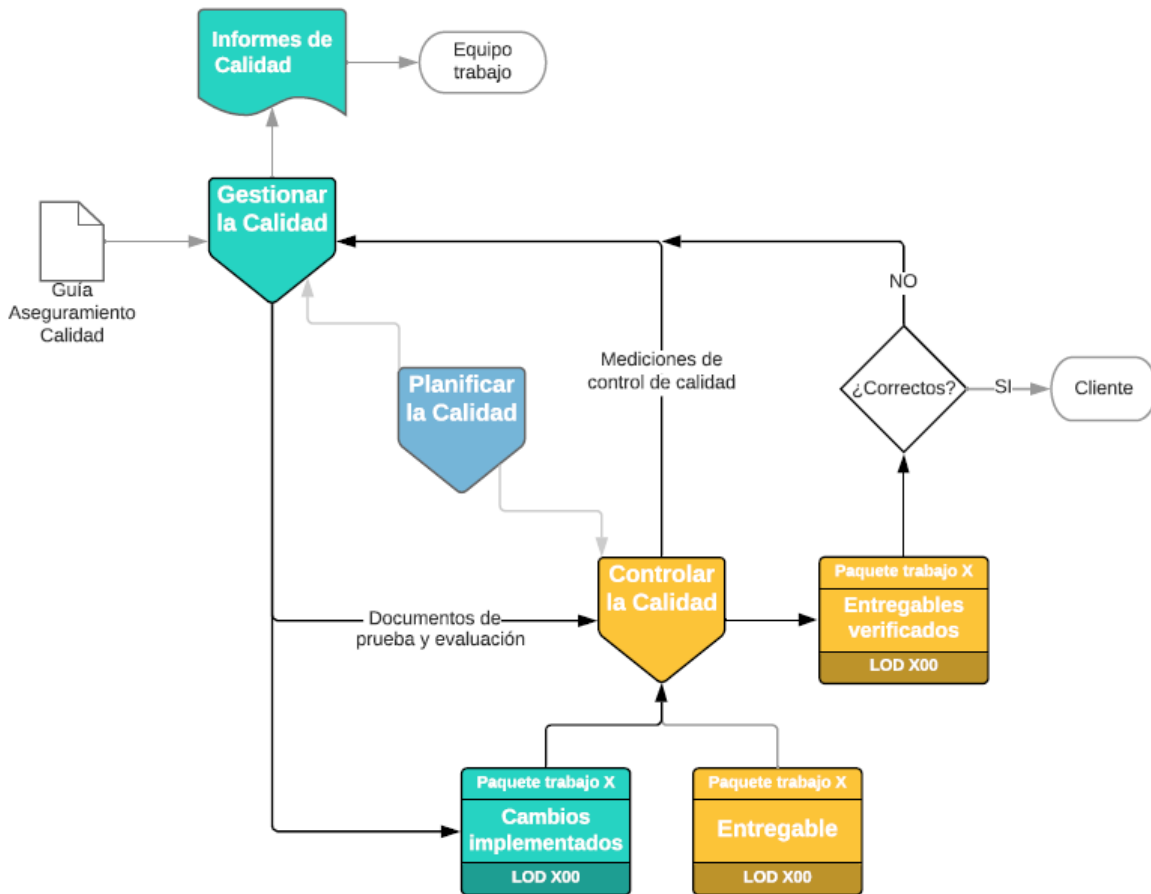 Informes de
Calidad
Equipo
trabajo
Gestionar
la Calidad
Guía
Aseguramiento
Calidad
NO
Mediciones de
control de calidad
Planificar
la Calidad
¿Correctos?
SI
Cliente
Controlar
la Calidad
Paquete trabajo X
Entregables
verificados
LOD X00
Documentos de
prueba y evaluación
Paquete trabajo X
Cambios
implementados
LOD X00
Paquete trabajo X
Entregable
LOD X00